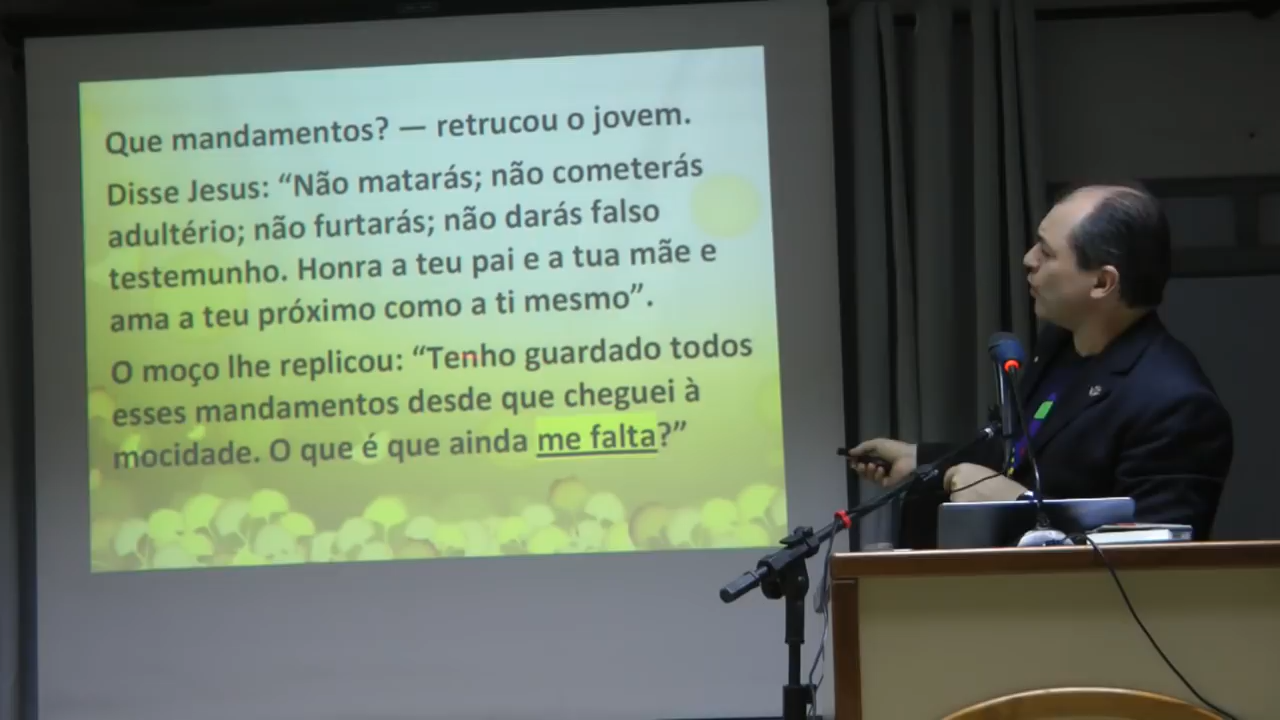 Que mandamentos? — retrucou o jovem.
Disse Jesus: “Não matarás; não cometerás
adultério; não furtarás; não darás falso
testemunho. Honra a teu pai e a tua mãe e
ama a teu próximo como a ti mesmo”.
O moço lhe replicou: “Tenho guardado todos
esses mandamentos desde que cheguei à
mocidade. O que é que ainda me falta?”